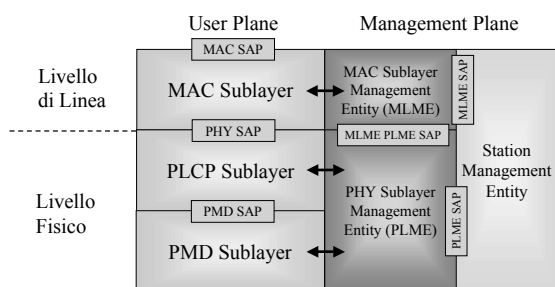 User Plane
Management Plane
MAC SAP
Livello
di Linea
MAC Sublayer
MAC Sublayer
Management
Entity (MLME)
MLME SAP
PHY SAP
MLME PLME SAP
Livello
Fisico
PLCP Sublayer
PMD SAP
PMD Sublayer
PHY Sublayer
Management
Entity (PLME)
PLME SAP
Station
Management
Entity